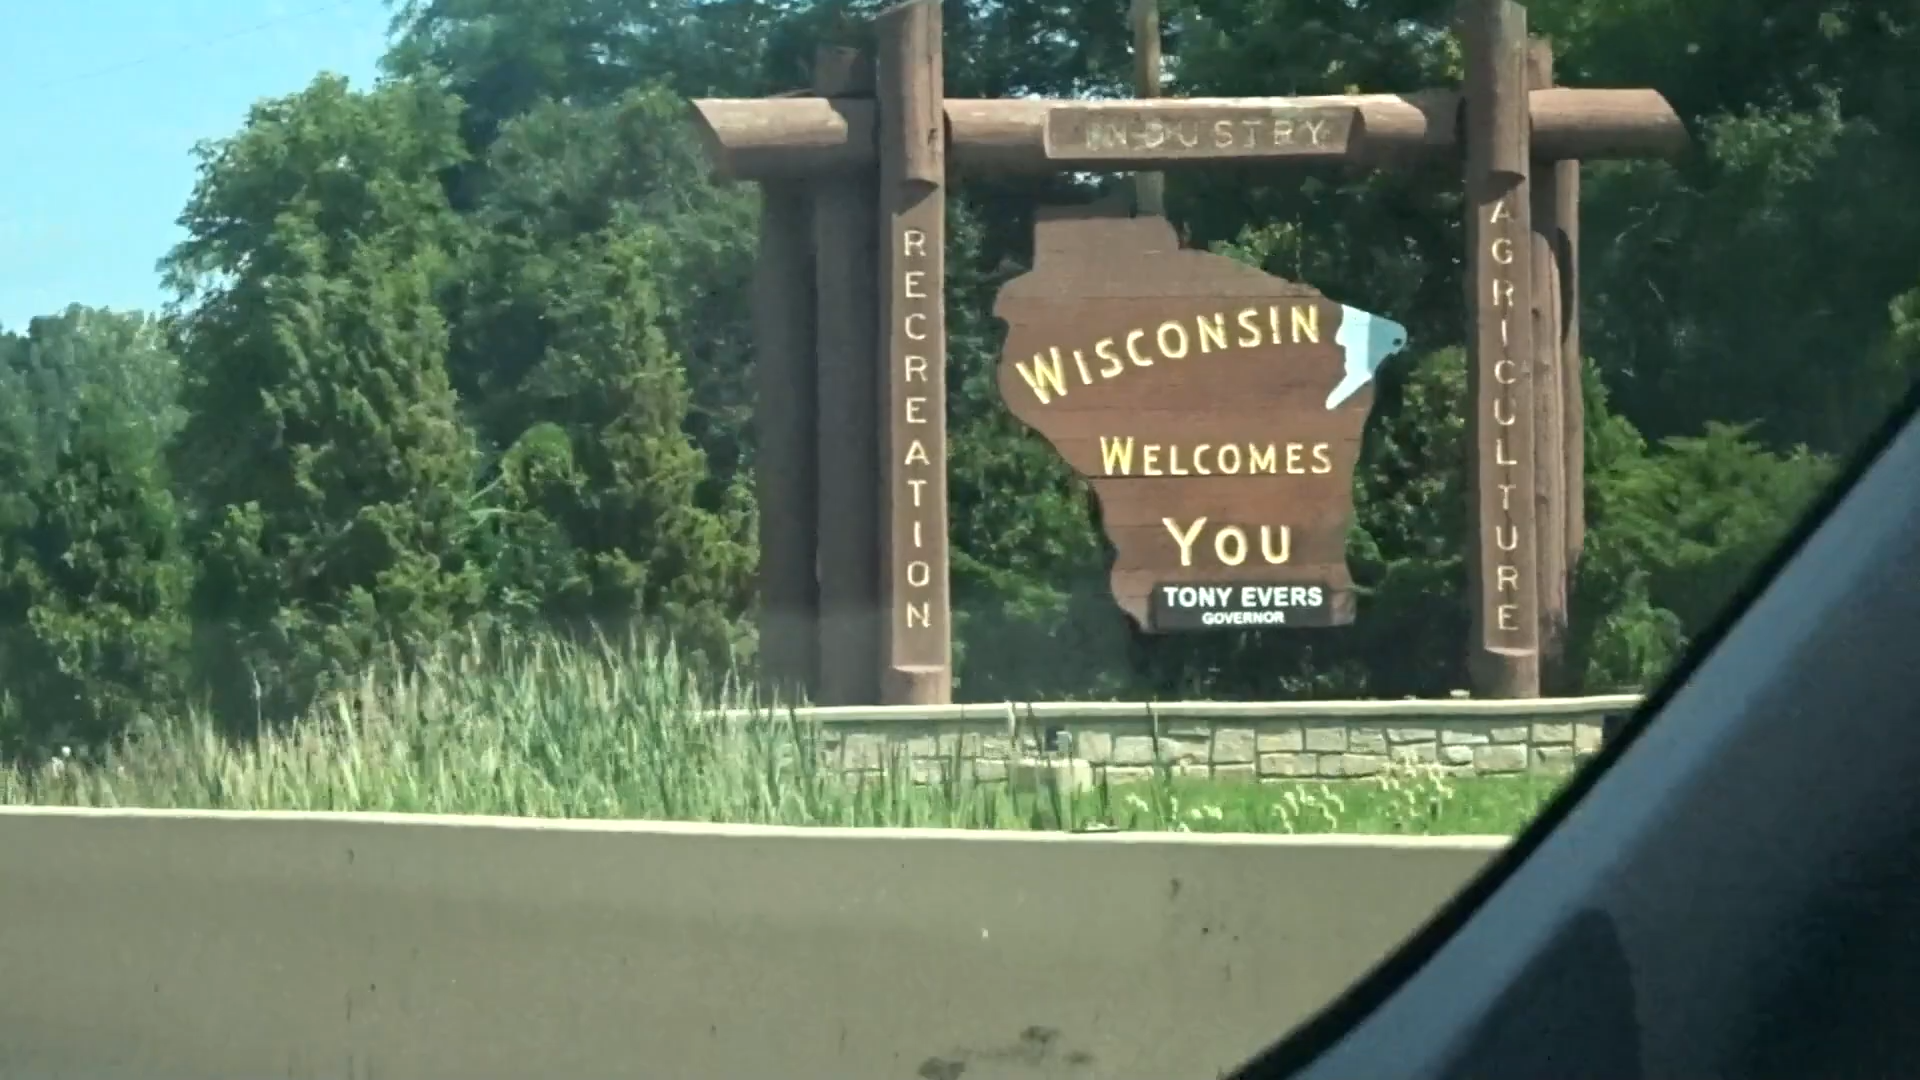 INDUSTRY
RECREATION
WISCONSIN
WELCOMES
YOU
TONY EVERS
GOVERNOR
AGRICULTURE